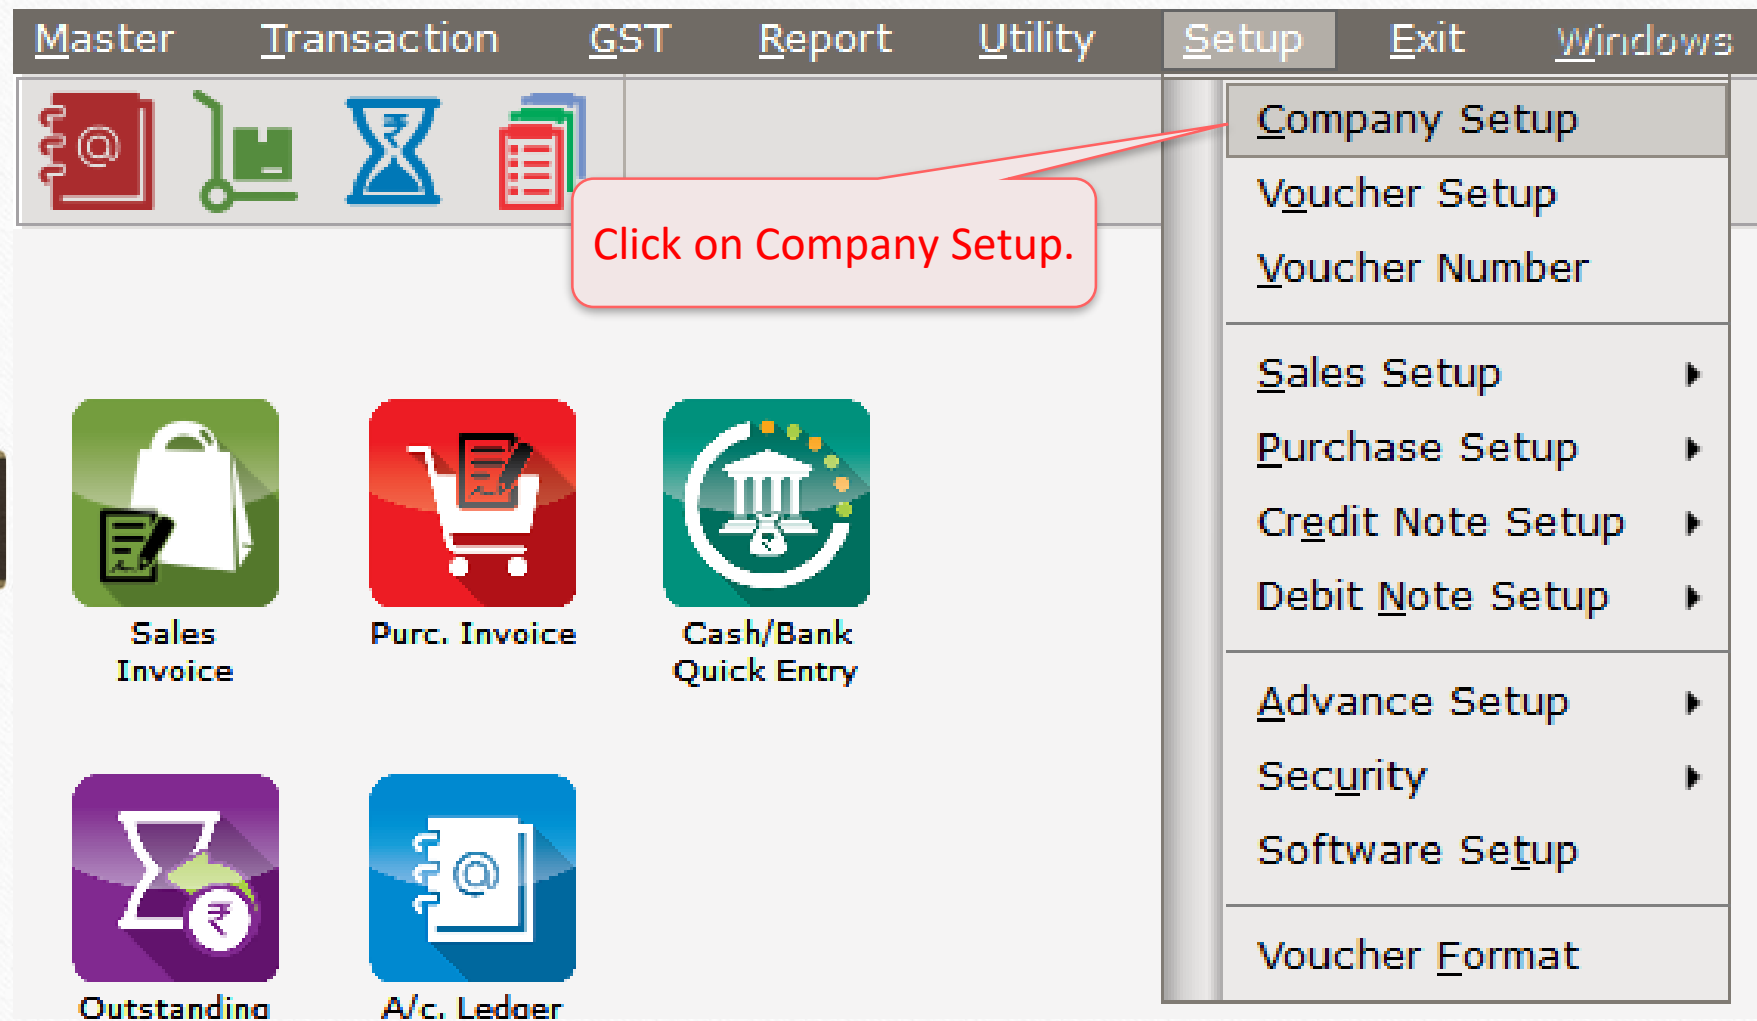 Master Transaction GST Report Utility Setup Exit Windows
Company Setup
Voucher Setup
Voucher Number
Click on Company Setup.
Sales Setup
Purchase Setup
Credit Note Setup
Debit Note Setup
Advance Setup
Security
Software Setup
Voucher Format
Sales
Invoice
Purc. Invoice
Cash/Bank
Quick Entry
Outstanding
A/c. Ledger